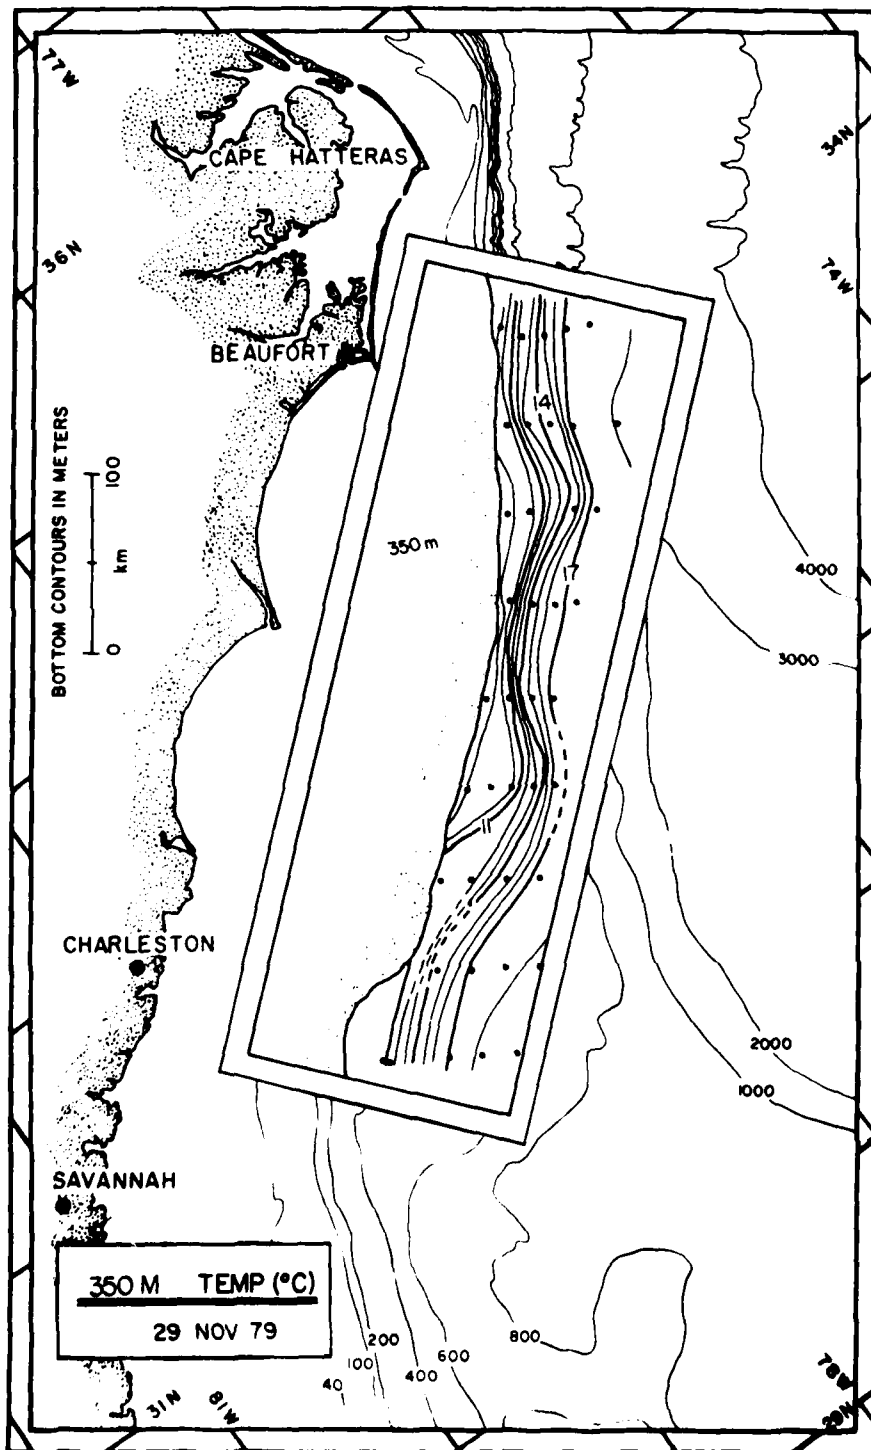 77W
34N
CAPE HATTERAS
36N
74W
BEAUFORT
14
BOTTOM CONTOURS IN METERS
100
km
0
350 m
17
4000
3000
11
CHARLESTON
2000
1000
SAVANNAH
350 M TEMP (°C)
29 NOV 79
200
100
40
600
400
800
31N
81W
78W
29N